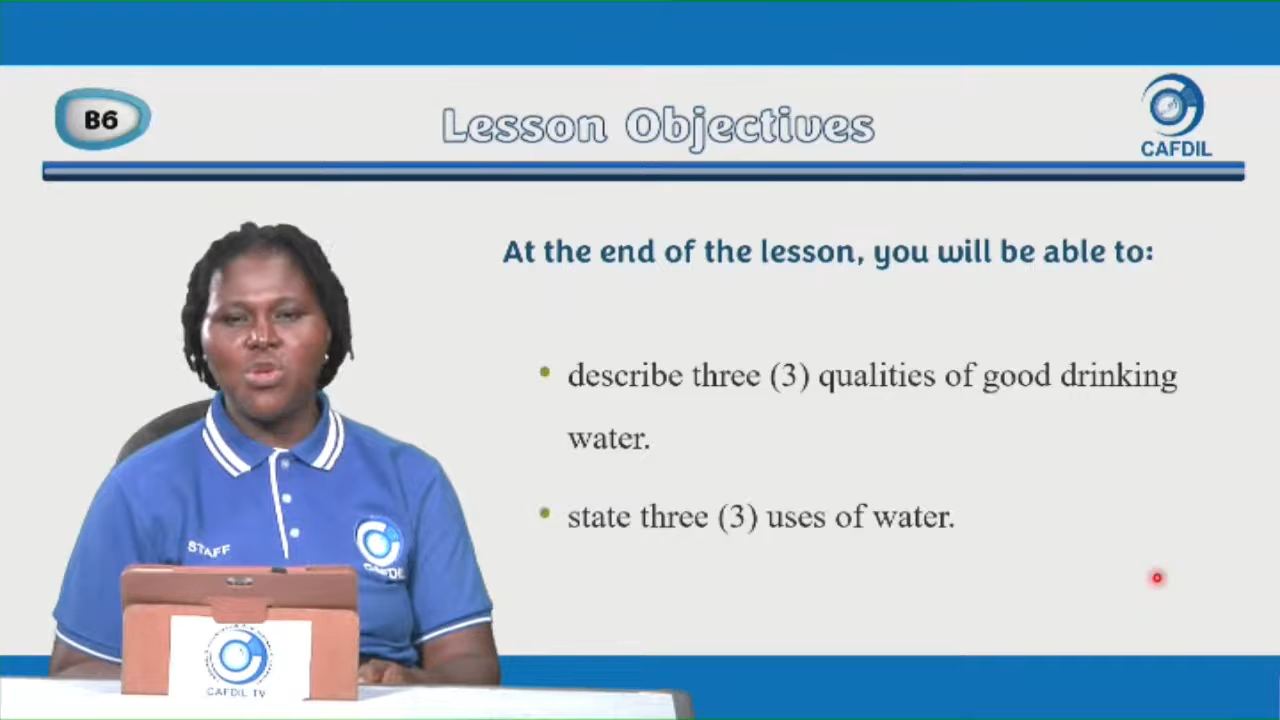 B6
Lesson Objectives
CAFDIL
At the end of the lesson, you will be able to:
• describe three (3) qualities of good drinking
water.
• state three (3) uses of water.
STAFF
CAFDIL
CAFDIL TV